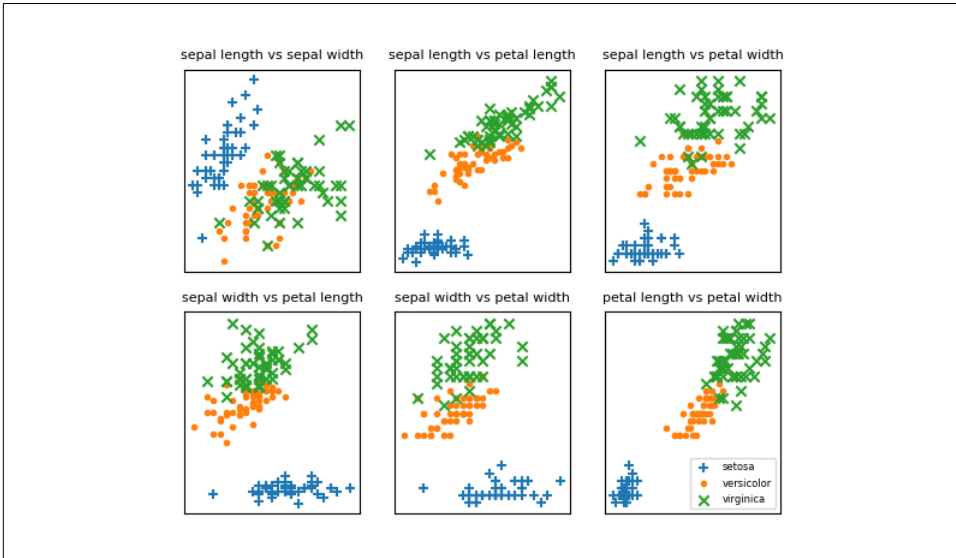 sepal length vs sepal width
sepal length vs petal length
sepal length vs petal width
sepal width vs petal length
sepal width vs petal width
petal length vs petal width
setosa
versicolor
virginica